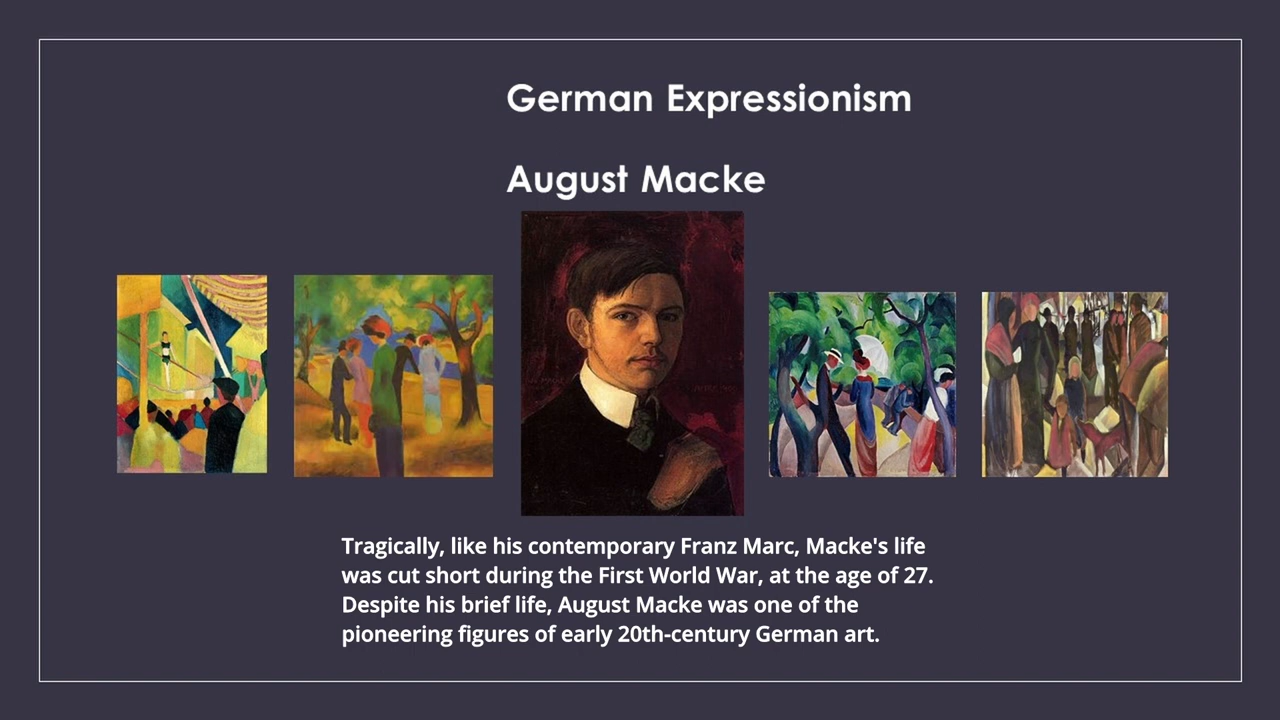 German Expressionism
August Macke
Tragically, like his contemporary Franz Marc, Macke's life
was cut short during the First World War, at the age of 27.
Despite his brief life, August Macke was one of the
pioneering figures of early 20th-century German art.